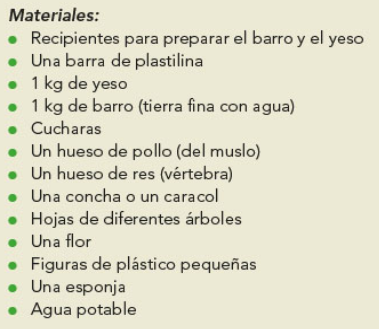 Materiales:
• Recipientes para preparar el barro y el yeso
• Una barra de plastilina
• 1 kg de yeso
• 1 kg de barro (tierra fina con agua)
• Cucharas
• Un hueso de pollo (del muslo)
• Un hueso de res (vértebra)
• Una concha o un caracol
• Hojas de diferentes árboles
• Una flor
• Figuras de plástico pequeñas
• Una esponja
• Agua potable